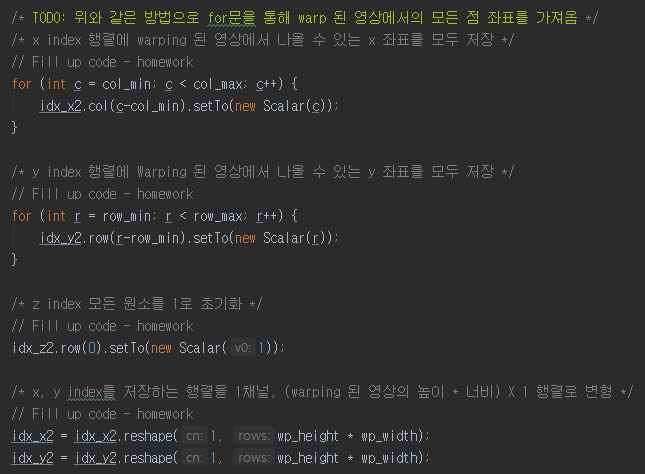 /* TODO: 위와 같은 방법으로 for문을 통해 warp 된 영상에서의 모든 점 좌표를 가져옴 */
/* x index 행렬에 warping 된 영상에서 나올 수 있는 x 좌표를 모두 저장 */
// Fill up code - homework
for (int c = col_min; c < col_max; c++) {
    idx_x2.col(c-col_min).setTo(new Scalar(c));
}
/* y index 행렬에 Warping 된 영상에서 나올 수 있는 y 좌표를 모두 저장 */
// Fill up code - homework
for (int r = row_min; r < row_max; r++) {
    idx_y2.row(r-row_min).setTo(new Scalar(r));
}
/* z index 모든 원소를 1로 초기화 */
// Fill up code - homework
idx_z2.row(0).setTo(new Scalar( v0: 1));
/* x, y index를 저장하는 행렬을 1채널, (warping 된 영상의 높이 * 너비) X 1 행렬로 변형 */
// Fill up code - homework
idx_x2 = idx_x2.reshape( cn: 1, rows: wp_height * wp_width);
idx_y2 = idx_y2.reshape( cn: 1, rows: wp_height * wp_width);